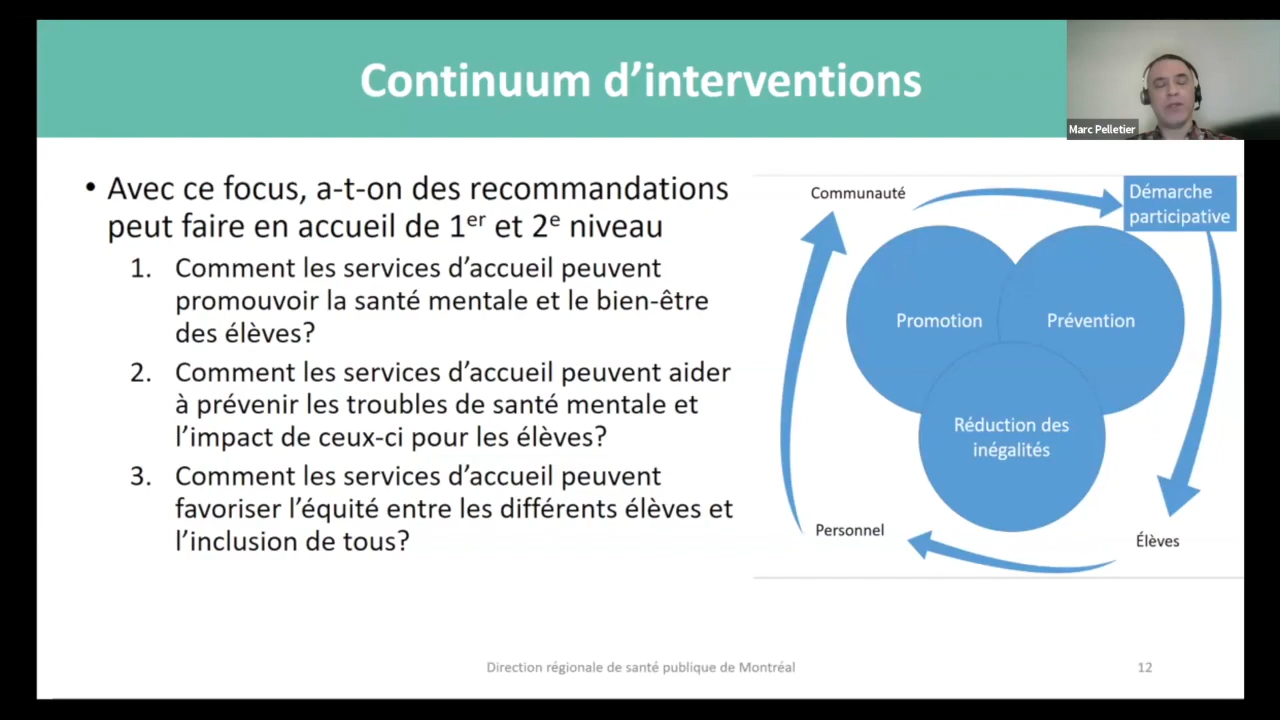 Continuum d'interventions
Marc Pelletier
• Avec ce focus, a-t-on des recommandations
peut faire en accueil de 1er et 2e niveau
1. Comment les services d'accueil peuvent
promouvoir la santé mentale et le bien-être
des élèves?
2. Comment les services d'accueil peuvent aider
à prévenir les troubles de santé mentale et
l'impact de ceux-ci pour les élèves?
3. Comment les services d'accueil peuvent
favoriser l'équité entre les différents élèves et
l'inclusion de tous?
Communauté
Démarche
participative
Promotion
Prévention
Réduction des
inégalités
Personnel
Élèves
Direction régionale de santé publique de Montréal
12